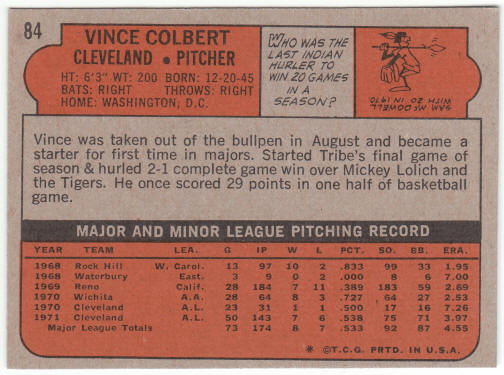 84
VINCE COLBERT
CLEVELAND • PITCHER
HT: 6'3" WT: 200 BORN: 12-20-45
BATS: RIGHT THROWS: RIGHT
HOME: WASHINGTON, D.C.
WHO WAS THE
LAST INDIAN
HURLER TO
WIN 20 GAMES
IN A
SEASON?
SAM McDOWELL
WITH 20 IN 1970.
Vince was taken out of the bullpen in August and became a
starter for first time in majors. Started Tribe's final game of
season & hurled 2-1 complete game win over Mickey Lolich and
the Tigers. He once scored 29 points in one half of basketball
game.
MAJOR AND MINOR LEAGUE PITCHING RECORD
YEAR TEAM LEA. G IP W L PCT. SO. BB. ERA.
1968 Rock Hill W. Carol. 13 97 10 2 .833 99 33 1.95
1968 Waterbury East. 3 9 0 2 .000 8 6 7.00
1969 Reno Calif. 28 184 7 11 .389 183 59 2.69
1970 Wichita A.A. 28 64 8 3 .727 64 27 2.53
1970 Cleveland A.L. 23 31 1 1 .500 17 16 7.26
1971 Cleveland A.L. 50 143 7 6 .538 75 71 3.97
Major League Totals 73 174 8 7 .533 92 87 4.55
* © T.C.G. PRTD. IN U.S.A.